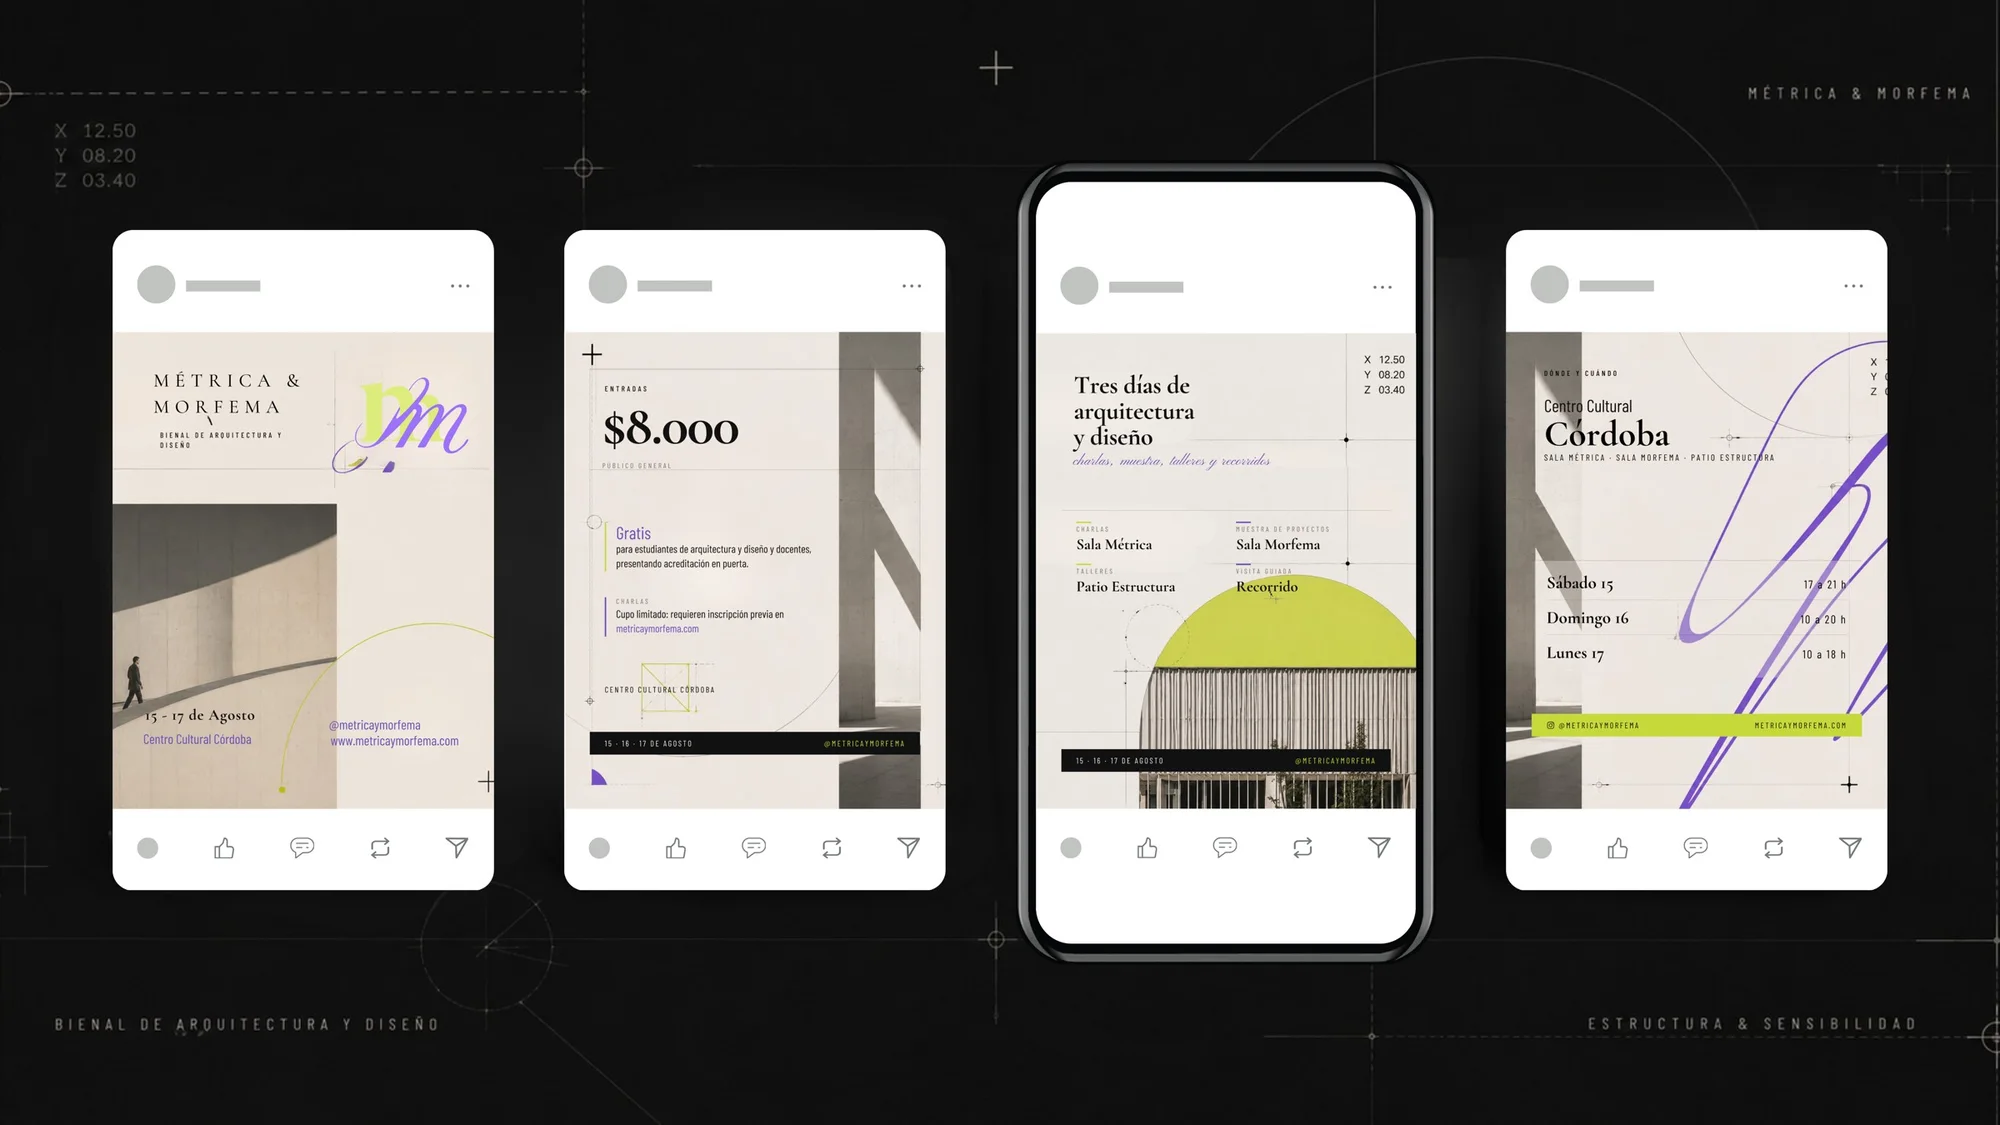 MÉTRICA & MORFEMA
X 12.50
Y 08.20
Z 03.40
MÉTRICA &
MORFEMA
BIENAL DE ARQUITECTURA Y
DISEÑO
m
15 - 17 de Agosto
Centro Cultural Córdoba
@metricaymorfema
www.metricaymorfema.com
ENTRADAS
$8.000
PÚBLICO GENERAL
Gratis
para estudiantes de arquitectura y diseño y docentes,
presentando acreditación en puerta.
CHARLAS
Cupo limitado: requieren inscripción previa en
metricaymorfema.com
CENTRO CULTURAL CÓRDOBA
15 · 16 · 17 DE AGOSTO
@METRICAYMORFEMA
Tres días de
arquitectura
y diseño
charlas, muestra, talleres y recorridos
X 12.50
Y 08.20
Z 03.40
CHARLAS
Sala Métrica
MUESTRA DE PROYECTOS
Sala Morfema
TALLERES
Patio Estructura
VISITA GUIADA
Recorrido
15 · 16 · 17 DE AGOSTO
@METRICAYMORFEMA
DÓNDE Y CUÁNDO
Centro Cultural
Córdoba
SALA MÉTRICA · SALA MORFEMA · PATIO ESTRUCTURA
X
Y
Z
Sábado 15 17 a 21 h
Domingo 16 10 a 20 h
Lunes 17 10 a 18 h
@METRICAYMORFEMA
METRICAYMORFEMA.COM
BIENAL DE ARQUITECTURA Y DISEÑO
ESTRUCTURA & SENSIBILIDAD